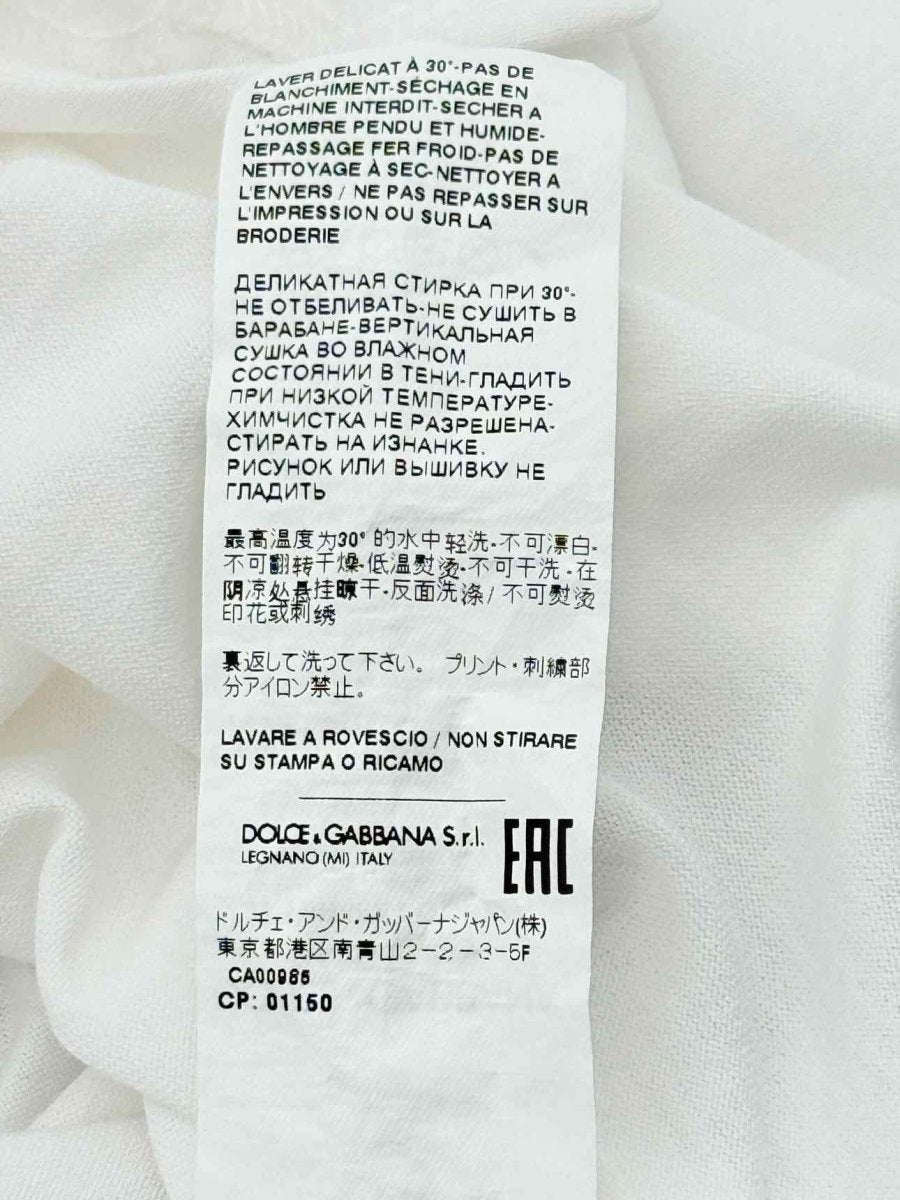 LAVER DELICAT À 30°-PAS DE
BLANCHIMENT-SÉCHAGE EN
MACHINE INTERDIT-SECHER A
L'HOMBRE PENDU ET HUMIDE-
REPASSAGE FER FROID-PAS DE
NETTOYAGE À SEC-NETTOYER A
L'ENVERS / NE PAS REPASSER SUR
L'IMPRESSION OU SUR LA
BRODERIE
ДЕЛИКАТНАЯ СТИРКА ПРИ 30°-
НЕ ОТБЕЛИВАТЬ-НЕ СУШИТЬ В
БАРАБАНЕ-ВЕРТИКАЛЬНАЯ
СУШКА ВО ВЛАЖНОМ
СОСТОЯНИИ В ТЕНИ-ГЛАДИТЬ
ПРИ НИЗКОЙ ТЕМПЕРАТУРЕ-
ХИМЧИСТКА НЕ РАЗРЕШЕНА-
СТИРАТЬ НА ИЗНАНКЕ.
РИСУНОК ИЛИ ВЫШИВКУ НЕ
ГЛАДИТЬ
最高温度为30° 的水中轻洗-不可漂白-
不可翻转干燥-低温熨烫-不可干洗-在
阴凉处悬挂晾干-反面洗涤/ 不可熨烫
印花或刺绣
裏返して洗って下さい。 プリント・刺繍部
分アイロン禁止。
LAVARE A ROVESCIO / NON STIRARE
SU STAMPA O RICAMO
DOLCE & GABBANA S.r.l.
LEGNANO (MI) ITALY
EAC
ドルチェ・アンド・ガッバーナジャパン(株)
東京都港区南青山2-2-3-5F
CA00985
CP: 01150